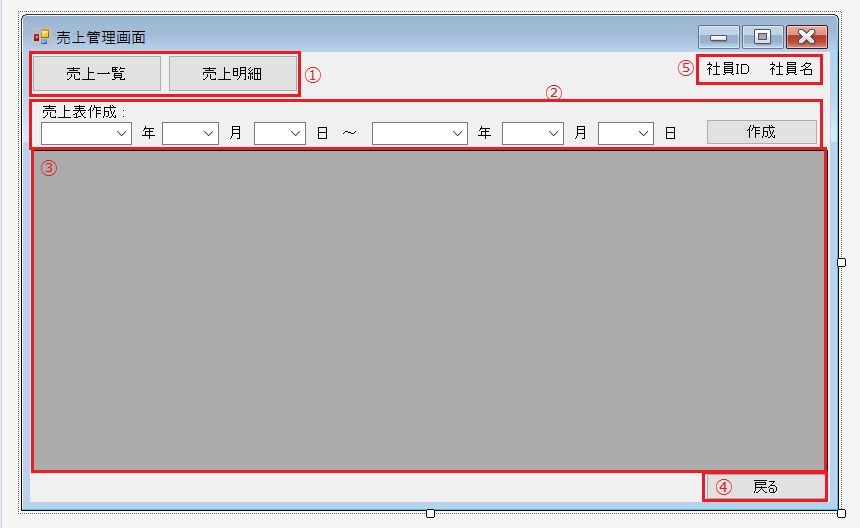 売上管理画面
売上一覧 売上明細 ① ⑤ 社員ID 社員名
②
売上表作成：
年 月 日 ～ 年 月 日 作成
③
④ 戻る